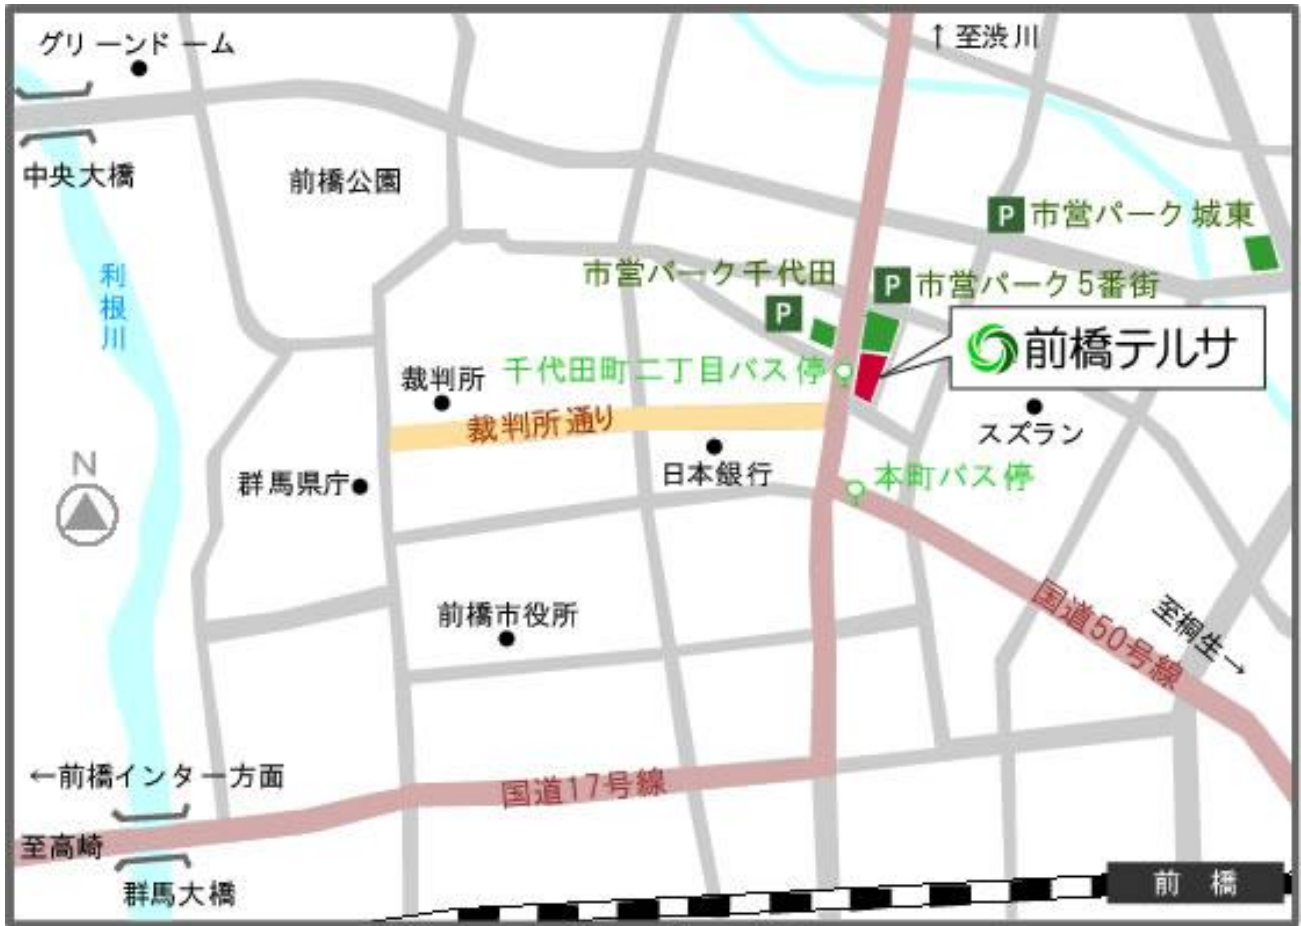 グリーンドーム
↑至渋川
中央大橋
前橋公園
P 市営パーク城東
利根川
市営パーク千代田
P
P 市営パーク5番街
前橋テルサ
裁判所
千代田町二丁目バス停
裁判所通り
スズラン
N
群馬県庁
日本銀行
本町バス停
前橋市役所
国道50号線
至桐生→
←前橋インター方面
国道17号線
至高崎
群馬大橋
前橋